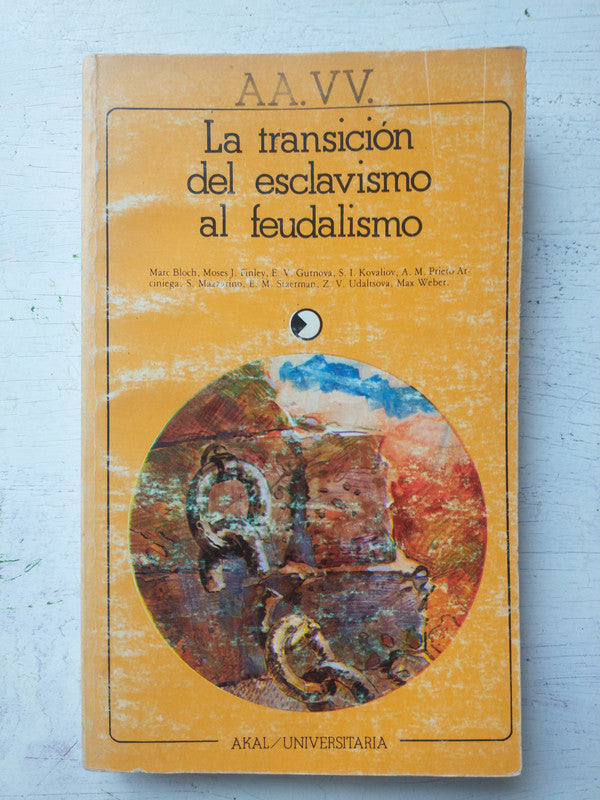 AA.VV.
La transición
del esclavismo
al feudalismo
Marc Bloch, Moses J. Finley, E. V. Gutnova, S. I. Kovaliov, A. M. Prieto Ar-
ciniega, S. Mazzarino, E. M. Staerman, Z. V. Udaltsova, Max Weber.
AKAL/UNIVERSITARIA